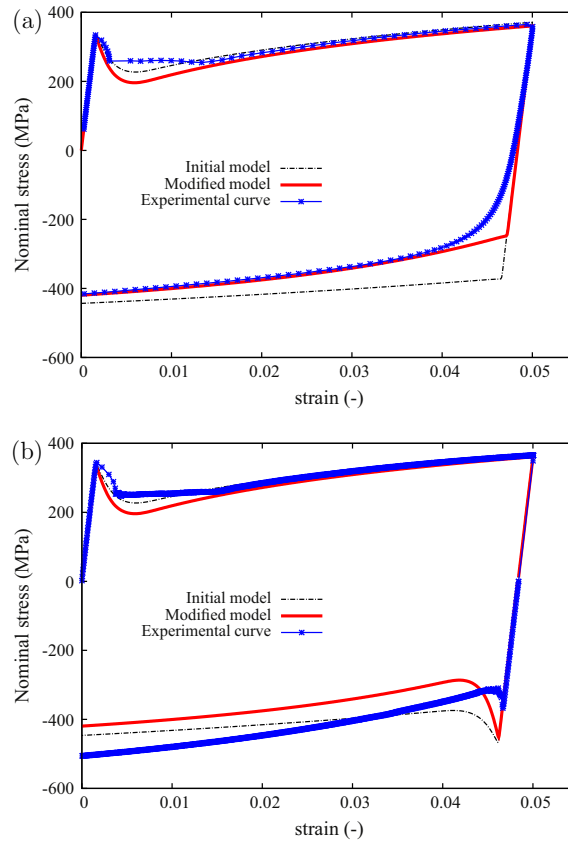 (a)
400
200
0
-200
-400
-600
Nominal stress (MPa)
Initial model
Modified model
Experimental curve
0 0.01 0.02 0.03 0.04 0.05
strain (-)
(b)
400
200
0
-200
-400
-600
Nominal stress (MPa)
Initial model
Modified model
Experimental curve
0 0.01 0.02 0.03 0.04 0.05
strain (-)